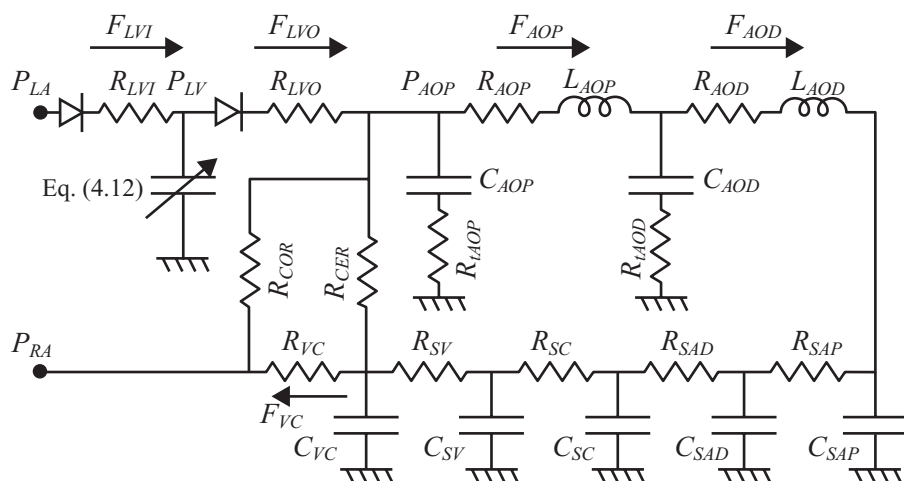 F_LVI F_LVO F_AOP F_AOD
P_LA R_LVI P_LV R_LVO P_AOP R_AOP L_AOP R_AOD L_AOD
Eq. (4.12) C_AOP C_AOD
R_COR R_CER R_tAOP R_tAOD
P_RA R_VC R_SV R_SC R_SAD R_SAP
F_VC
C_VC C_SV C_SC C_SAD C_SAP